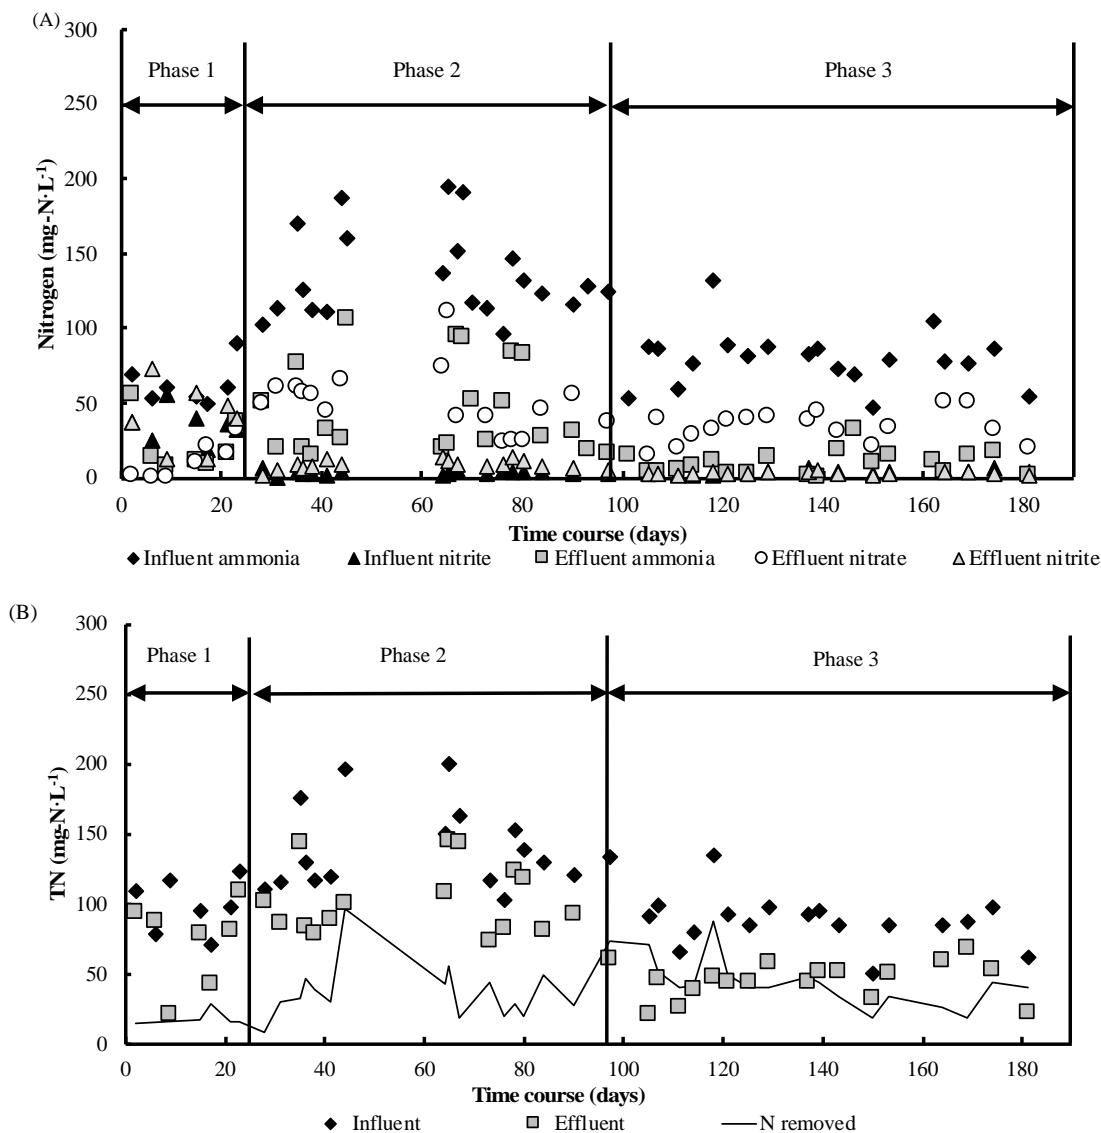 (A)
300
250
200
150
100
50
0
Nitrogen (mg-N·L-1)
Phase 1
Phase 2
Phase 3
0 20 40 60 80 100 120 140 160 180
Time course (days)
Influent ammonia Influent nitrite Effluent ammonia Effluent nitrate Effluent nitrite
(B)
300
250
200
150
100
50
0
TN (mg-N·L-1)
Phase 1
Phase 2
Phase 3
0 20 40 60 80 100 120 140 160 180
Time course (days)
Influent Effluent N removed